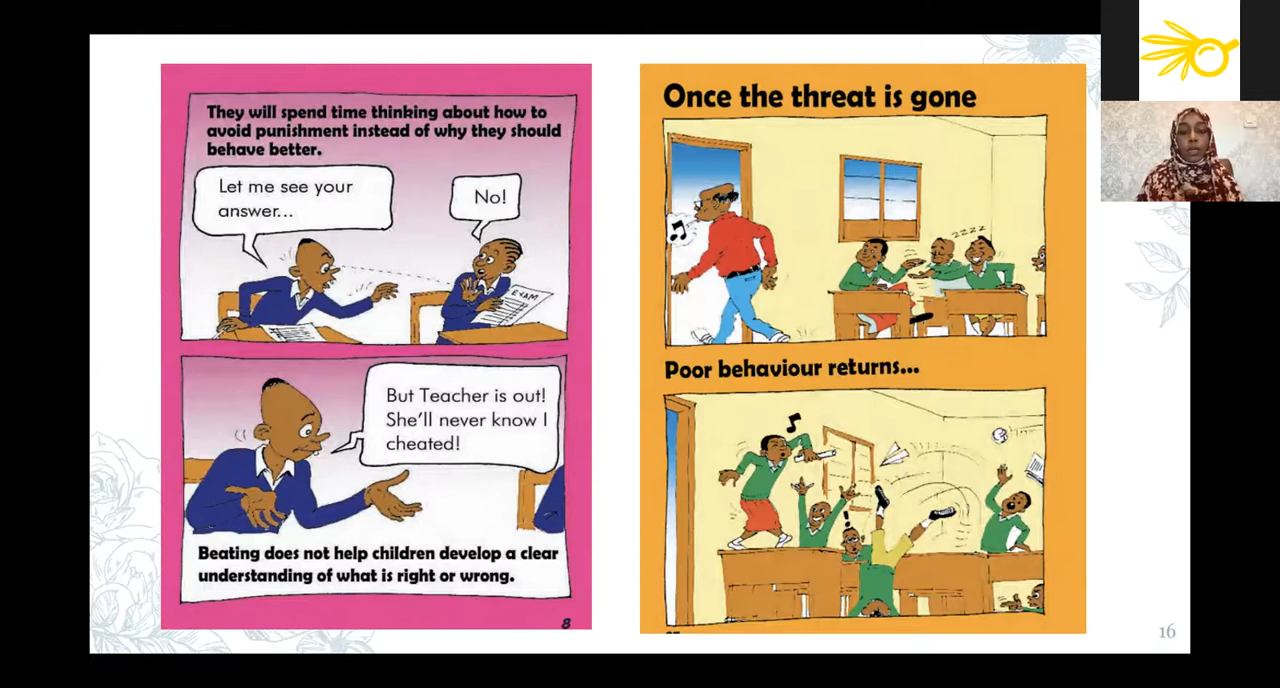 They will spend time thinking about how to
avoid punishment instead of why they should
behave better.
Let me see your
answer...
No!
EXAM
But Teacher is out!
She'll never know I
cheated!
Beating does not help children develop a clear
understanding of what is right or wrong.
8
Once the threat is gone
zzzz
Poor behaviour returns...
!
16